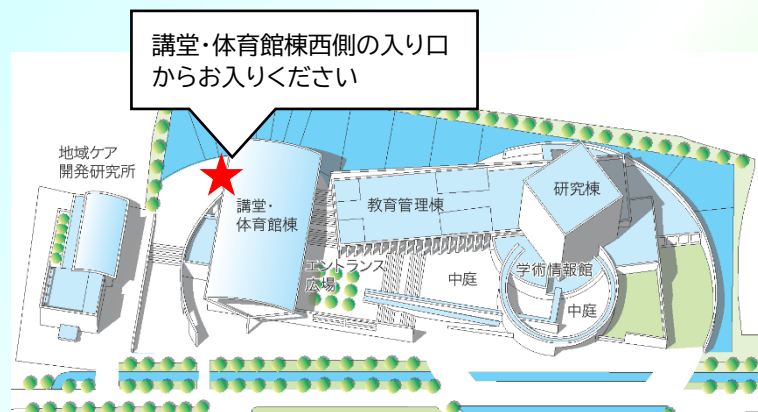 講堂・体育館棟西側の入り口
からお入りください
地域ケア
開発研究所
講堂・
体育館棟
教育管理棟
研究棟
エントランス
広場
中庭
学術情報館
中庭